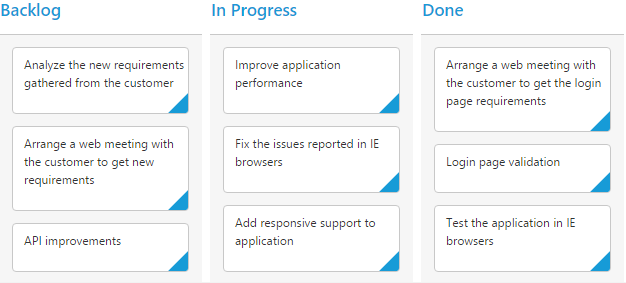 Backlog
Analyze the new requirements
gathered from the customer
Arrange a web meeting with
the customer to get new
requirements
API improvements
In Progress
Improve application
performance
Fix the issues reported in IE
browsers
Add responsive support to
application
Done
Arrange a web meeting with
the customer to get the login
page requirements
Login page validation
Test the application in IE
browsers